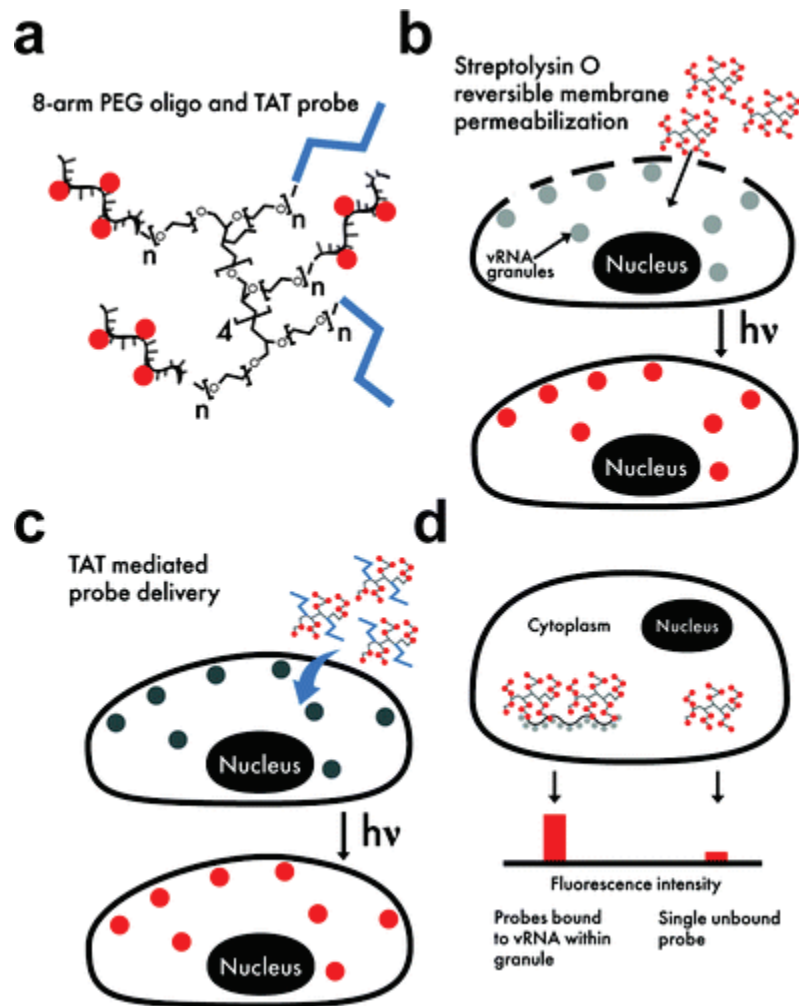 a
8-arm PEG oligo and TAT probe
n
n
n
4
n
n
b
Streptolysin O
reversible membrane
permeabilization
vRNA
granules
Nucleus
hν
Nucleus
c
TAT mediated
probe delivery
Nucleus
hν
Nucleus
d
Cytoplasm
Nucleus
Fluorescence intensity
Probes bound
to vRNA within
granule
Single unbound
probe